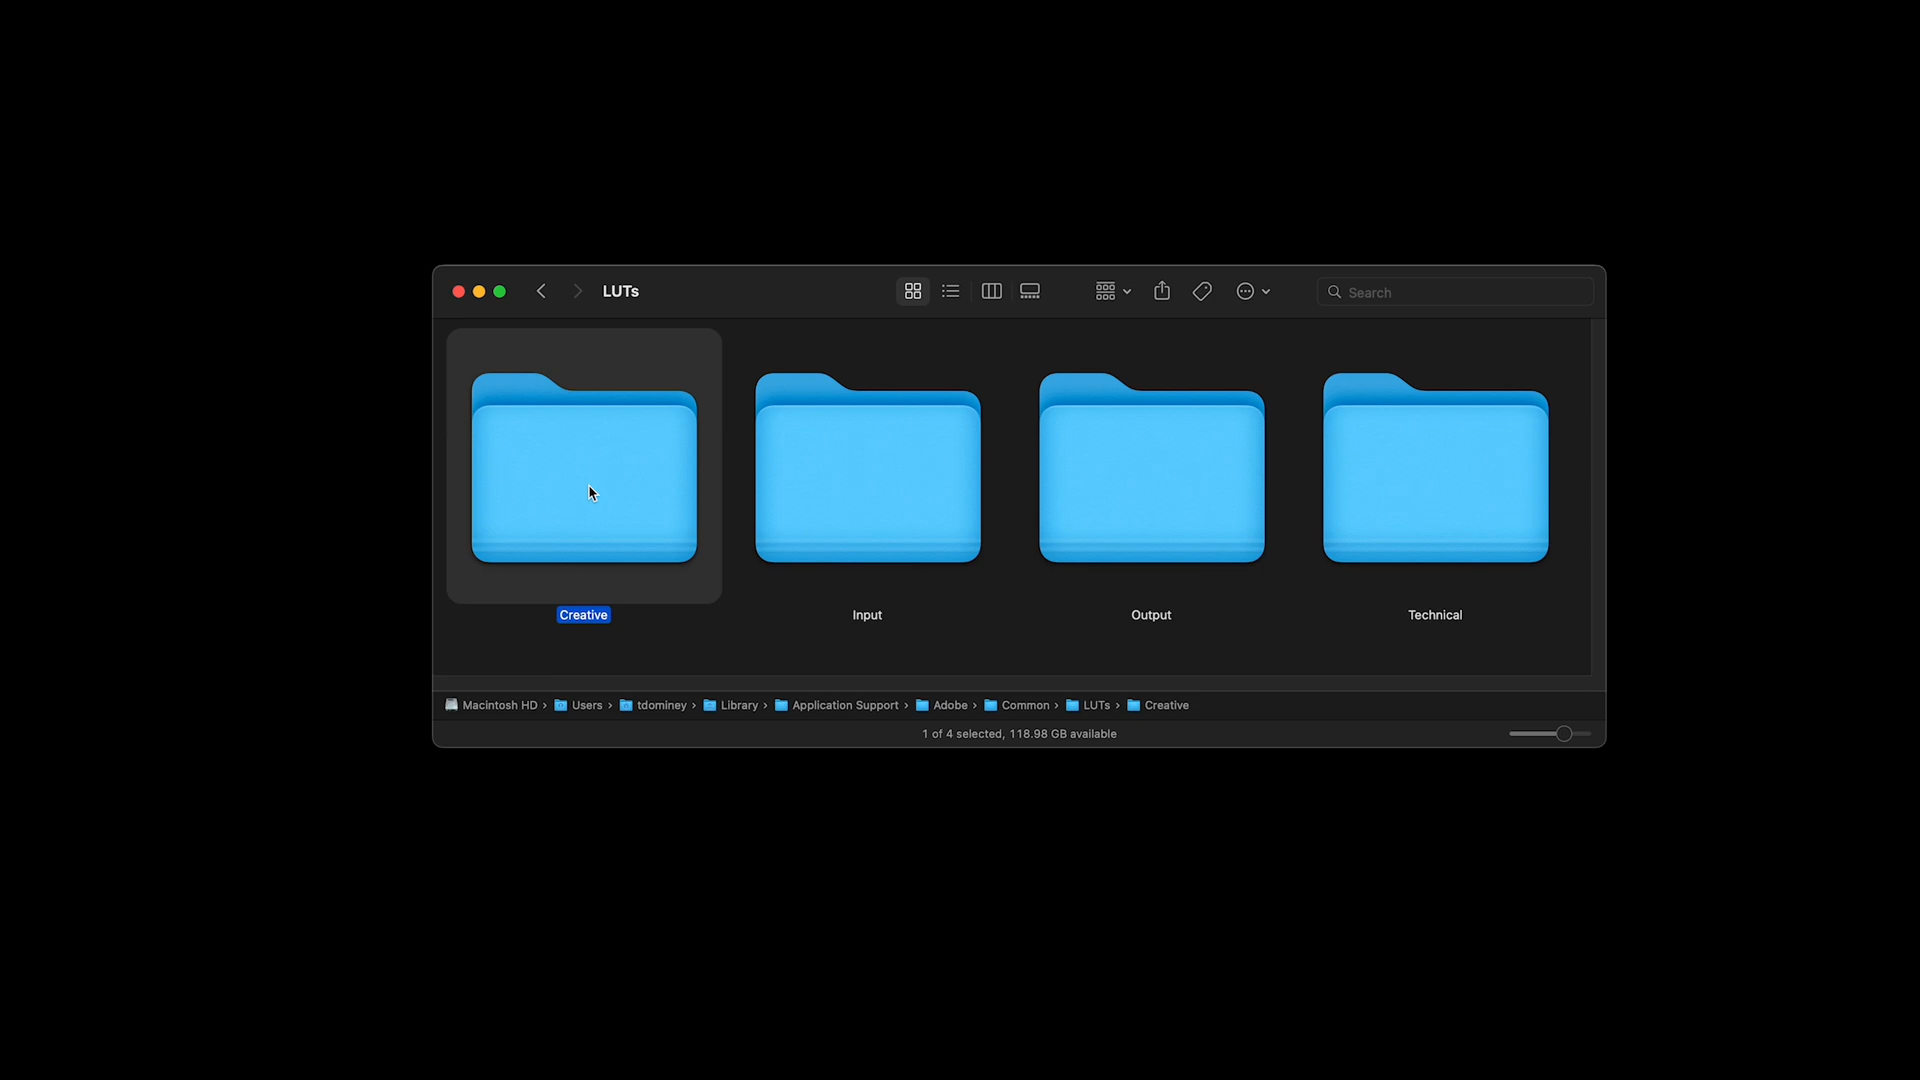 LUTs
Search
Creative
Input
Output
Technical
Macintosh HD › Users › tdominey › Library › Application Support › Adobe › Common › LUTs › Creative
1 of 4 selected, 118.98 GB available